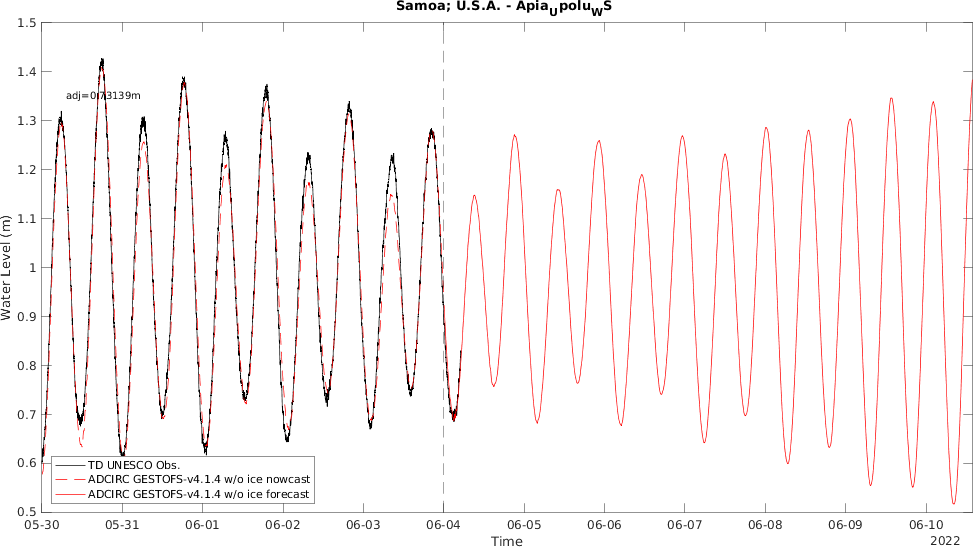 Samoa; U.S.A. - ApiaUpoluWS
1.5
1.4
adj=0.73139m
1.3
1.2
1.1
1
0.9
0.8
0.7
0.6
0.5
Water Level (m)
TD UNESCO Obs.
ADCIRC GESTOFS-v4.1.4 w/o ice nowcast
ADCIRC GESTOFS-v4.1.4 w/o ice forecast
05-30 05-31 06-01 06-02 06-03 06-04 06-05 06-06 06-07 06-08 06-09 06-10
Time
2022